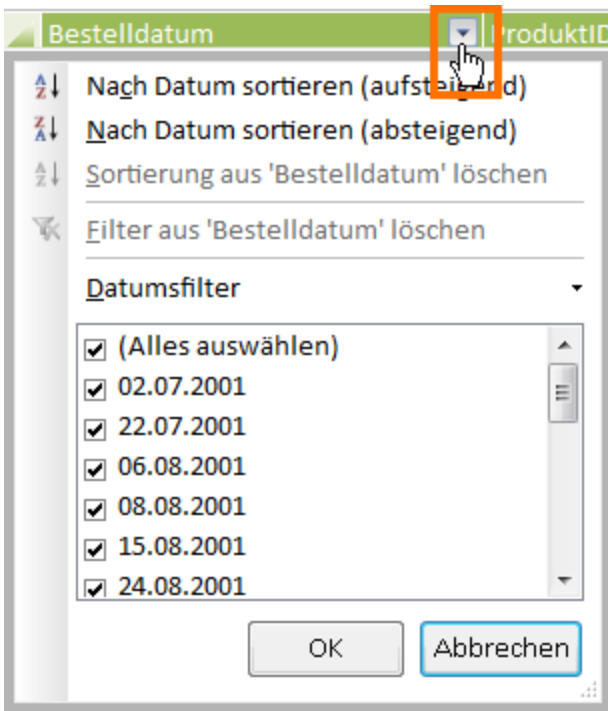 Bestelldatum ProduktID
Nach Datum sortieren (aufsteigend)
Nach Datum sortieren (absteigend)
Sortierung aus 'Bestelldatum' löschen
Filter aus 'Bestelldatum' löschen
Datumsfilter
(Alles auswählen)
02.07.2001
22.07.2001
06.08.2001
08.08.2001
15.08.2001
24.08.2001
OK Abbrechen